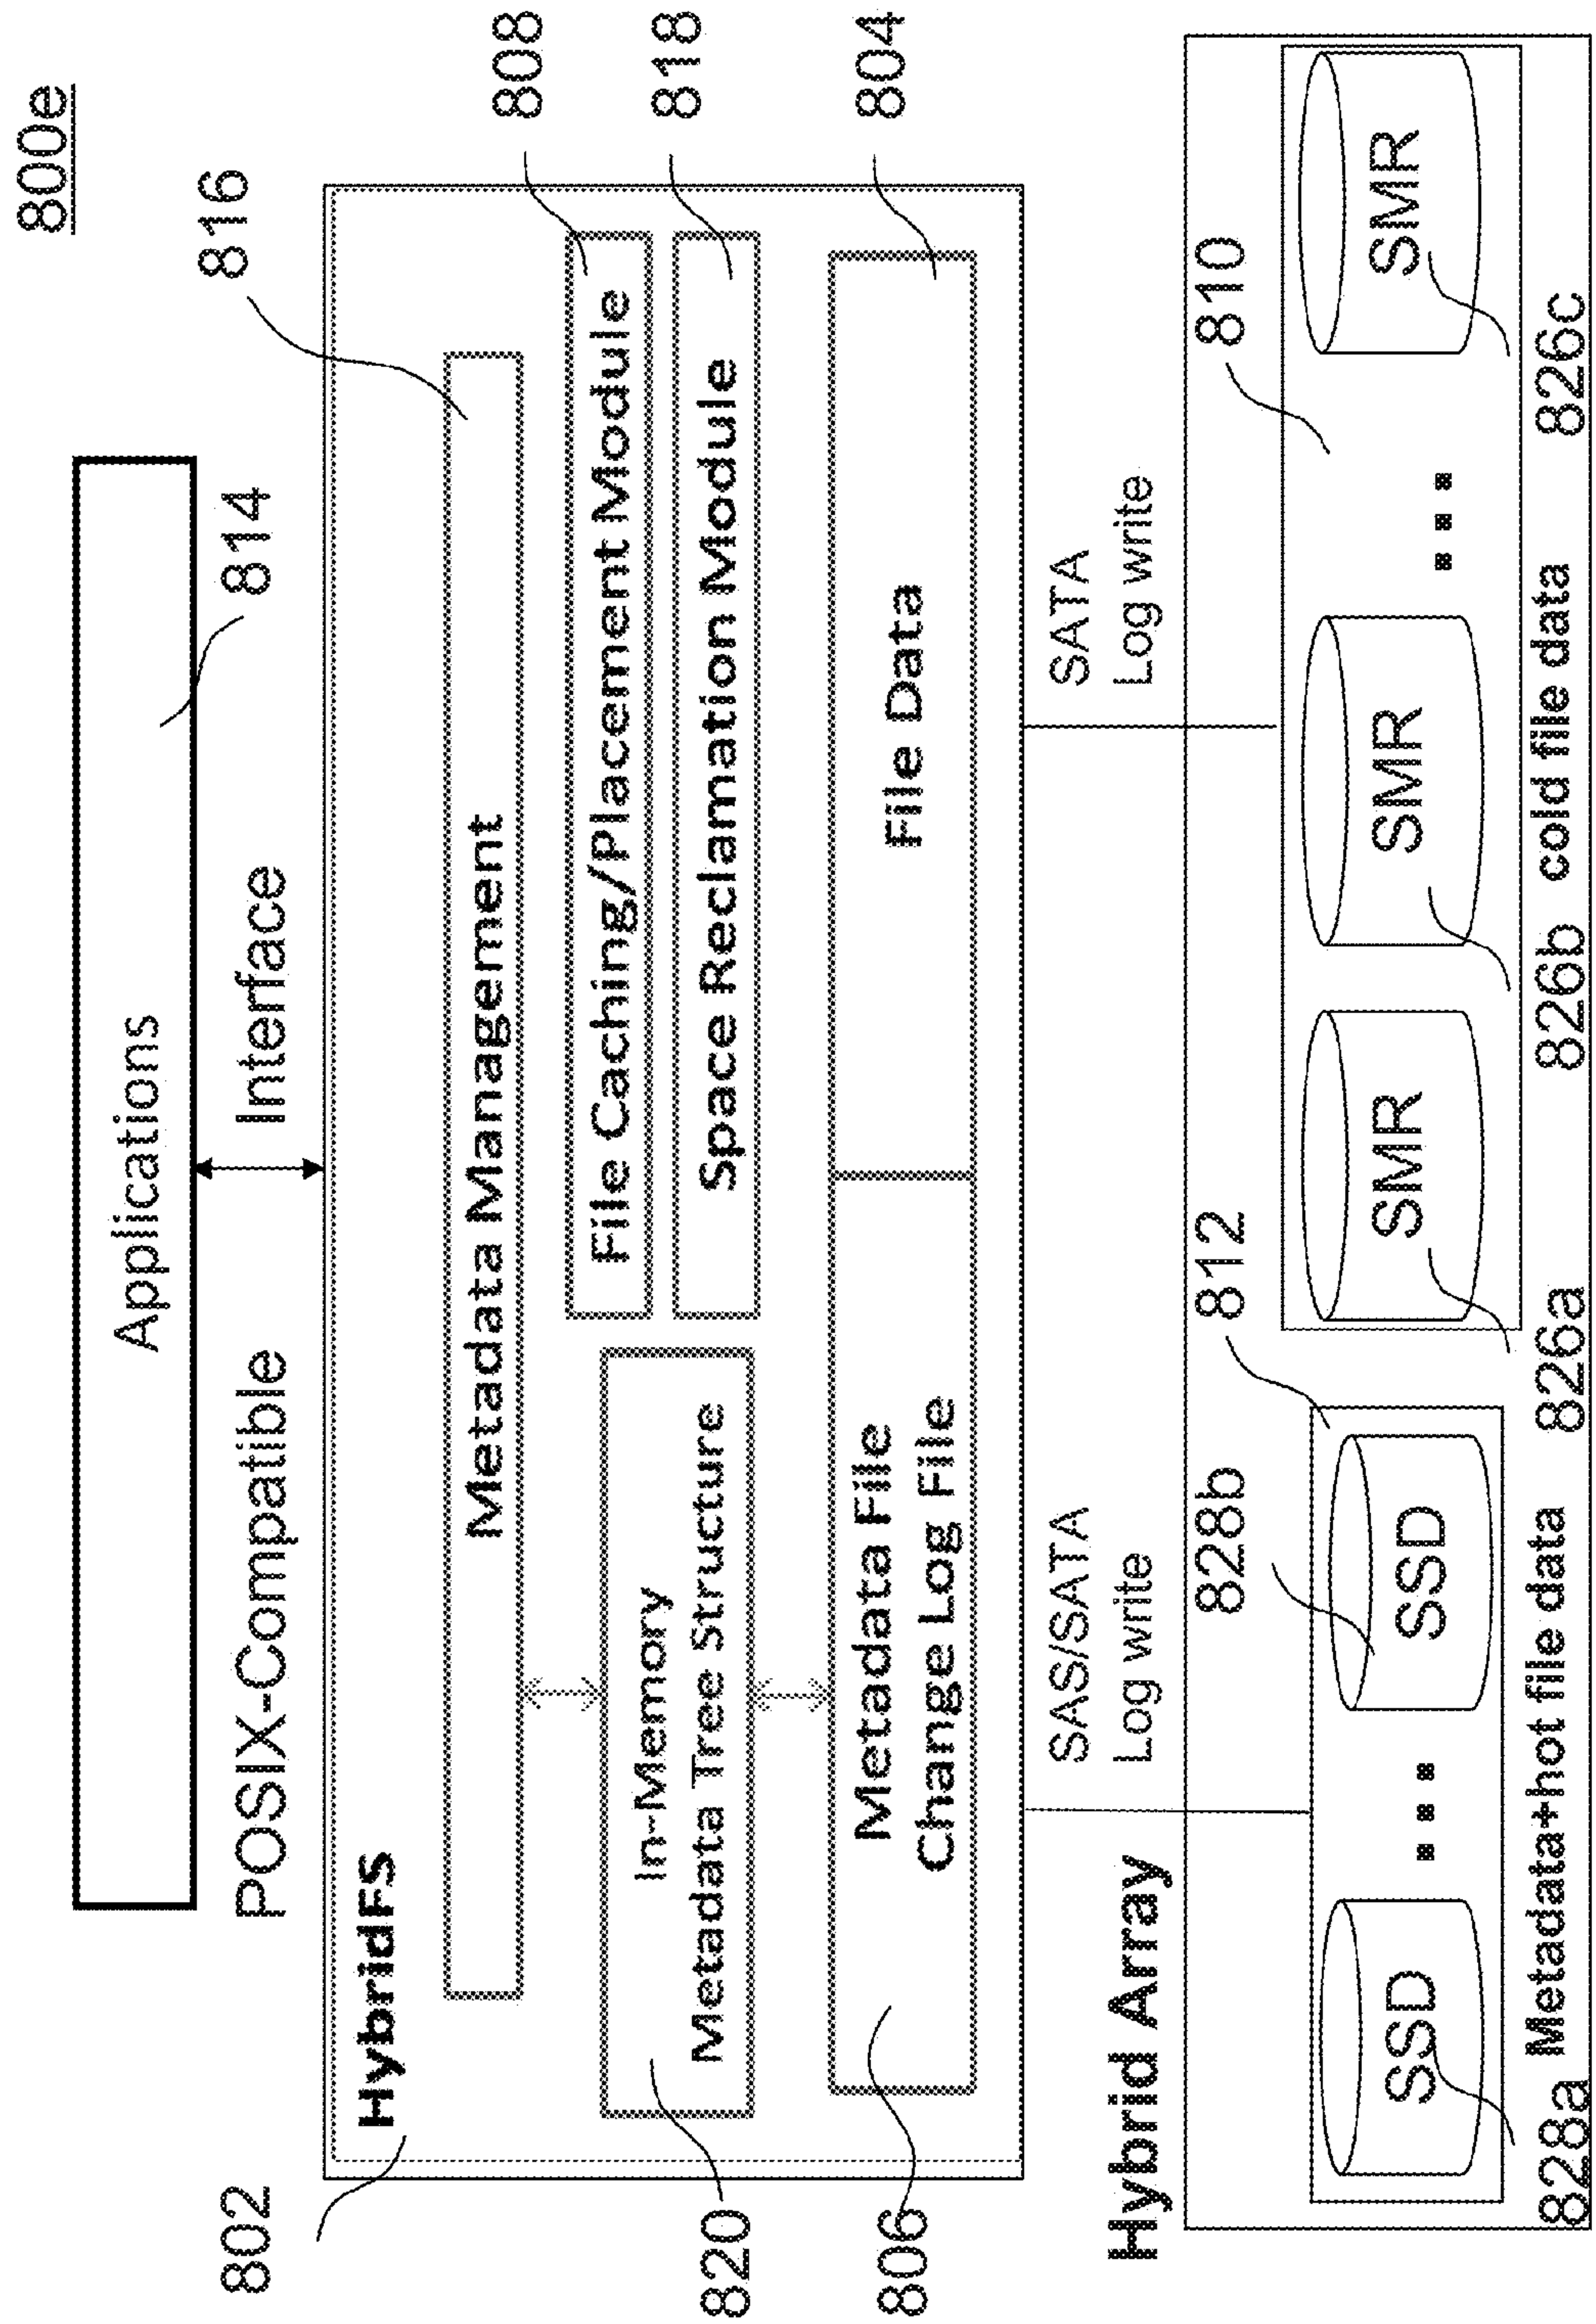 800e
Applications
814
816
POSIX-Compatible
Interface
802
HybridFS
Metadata Management
808
File Caching/Placement Module
818
Space Reclamation Module
In-Memory
Metadata Tree Structure
820
Metadata File
Change Log File
File Data
804
806
SAS/SATA
Log write
SATA
Log write
Hybrid Array
828b
812
810
SSD
SSD
SMR
SMR
SMR
828a
Metadata+hot file data
826a
826b
cold file data
826c